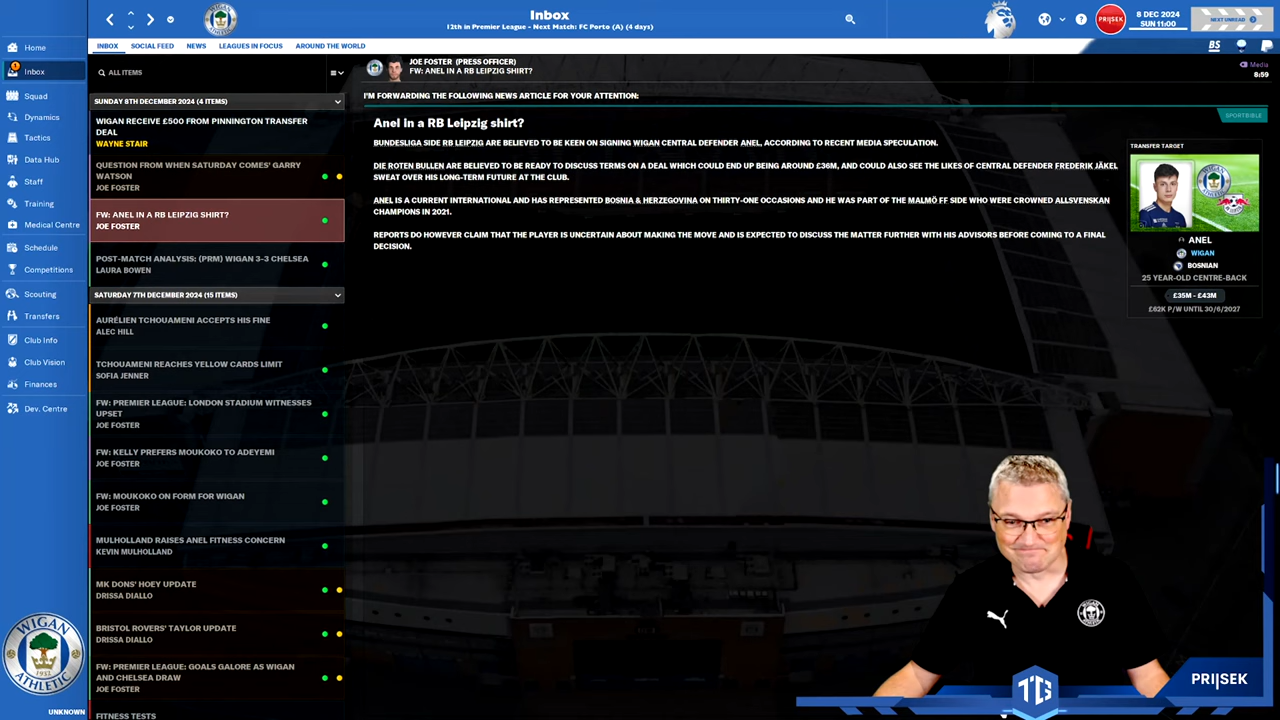 Inbox
12th in Premier League - Next Match: FC Porto (A) (4 days)
PRIJSEK
8 DEC 2024
SUN 11:00
NEXT UNREAD
INBOX
SOCIAL FEED
NEWS
LEAGUES IN FOCUS
AROUND THE WORLD
BS
Home
1
Inbox
Squad
Dynamics
Tactics
Data Hub
Staff
Training
Medical Centre
Schedule
Competitions
Scouting
Transfers
Club Info
Club Vision
Finances
Dev. Centre
WIGAN
1932
ATHLETIC
UNKNOWN
ALL ITEMS
SUNDAY 8TH DECEMBER 2024 (4 ITEMS)
WIGAN RECEIVE £500 FROM PINNINGTON TRANSFER
DEAL
WAYNE STAIR
QUESTION FROM WHEN SATURDAY COMES' GARRY
WATSON
JOE FOSTER
FW: ANEL IN A RB LEIPZIG SHIRT?
JOE FOSTER
POST-MATCH ANALYSIS: (PRM) WIGAN 3-3 CHELSEA
LAURA BOWEN
SATURDAY 7TH DECEMBER 2024 (15 ITEMS)
AURÉLIEN TCHOUAMENI ACCEPTS HIS FINE
ALEC HILL
TCHOUAMENI REACHES YELLOW CARDS LIMIT
SOFIA JENNER
FW: PREMIER LEAGUE: LONDON STADIUM WITNESSES
UPSET
JOE FOSTER
FW: KELLY PREFERS MOUKOKO TO ADEYEMI
JOE FOSTER
FW: MOUKOKO ON FORM FOR WIGAN
JOE FOSTER
MULHOLLAND RAISES ANEL FITNESS CONCERN
KEVIN MULHOLLAND
MK DONS' HOEY UPDATE
DRISSA DIALLO
BRISTOL ROVERS' TAYLOR UPDATE
DRISSA DIALLO
FW: PREMIER LEAGUE: GOALS GALORE AS WIGAN
AND CHELSEA DRAW
JOE FOSTER
FITNESS TESTS
JOE FOSTER (PRESS OFFICER)
FW: ANEL IN A RB LEIPZIG SHIRT?
Media
8:59
I'M FORWARDING THE FOLLOWING NEWS ARTICLE FOR YOUR ATTENTION:
SPORTBIBLE
Anel In a RB Leipzig shirt?
BUNDESLIGA SIDE RB LEIPZIG ARE BELIEVED TO BE KEEN ON SIGNING WIGAN CENTRAL DEFENDER ANEL, ACCORDING TO RECENT MEDIA SPECULATION.
DIE ROTEN BULLEN ARE BELIEVED TO BE READY TO DISCUSS TERMS ON A DEAL WHICH COULD END UP BEING AROUND £36M, AND COULD ALSO SEE THE LIKES OF CENTRAL DEFENDER FREDERIK JÄKEL
SWEAT OVER HIS LONG-TERM FUTURE AT THE CLUB.
ANEL IS A CURRENT INTERNATIONAL AND HAS REPRESENTED BOSNIA & HERZEGOVINA ON THIRTY-ONE OCCASIONS AND HE WAS PART OF THE MALMÖ FF SIDE WHO WERE CROWNED ALLSVENSKAN
CHAMPIONS IN 2021.
REPORTS DO HOWEVER CLAIM THAT THE PLAYER IS UNCERTAIN ABOUT MAKING THE MOVE AND IS EXPECTED TO DISCUSS THE MATTER FURTHER WITH HIS ADVISORS BEFORE COMING TO A FINAL
DECISION.
TRANSFER TARGET
ANEL
WIGAN
BOSNIAN
25 YEAR-OLD CENTRE-BACK
£35M - £43M
£62K P/W UNTIL 30/6/2027
TCS
PRIJSEK